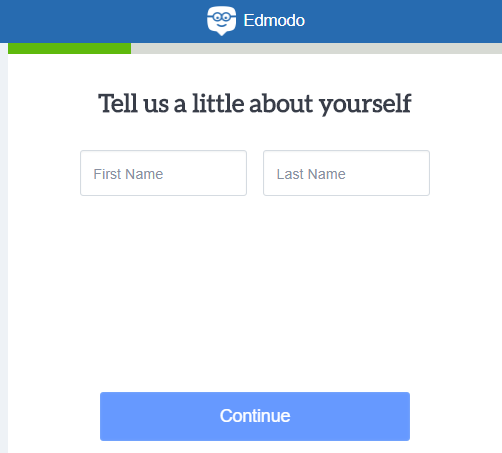 Edmodo
Tell us a little about yourself
First Name Last Name
Continue